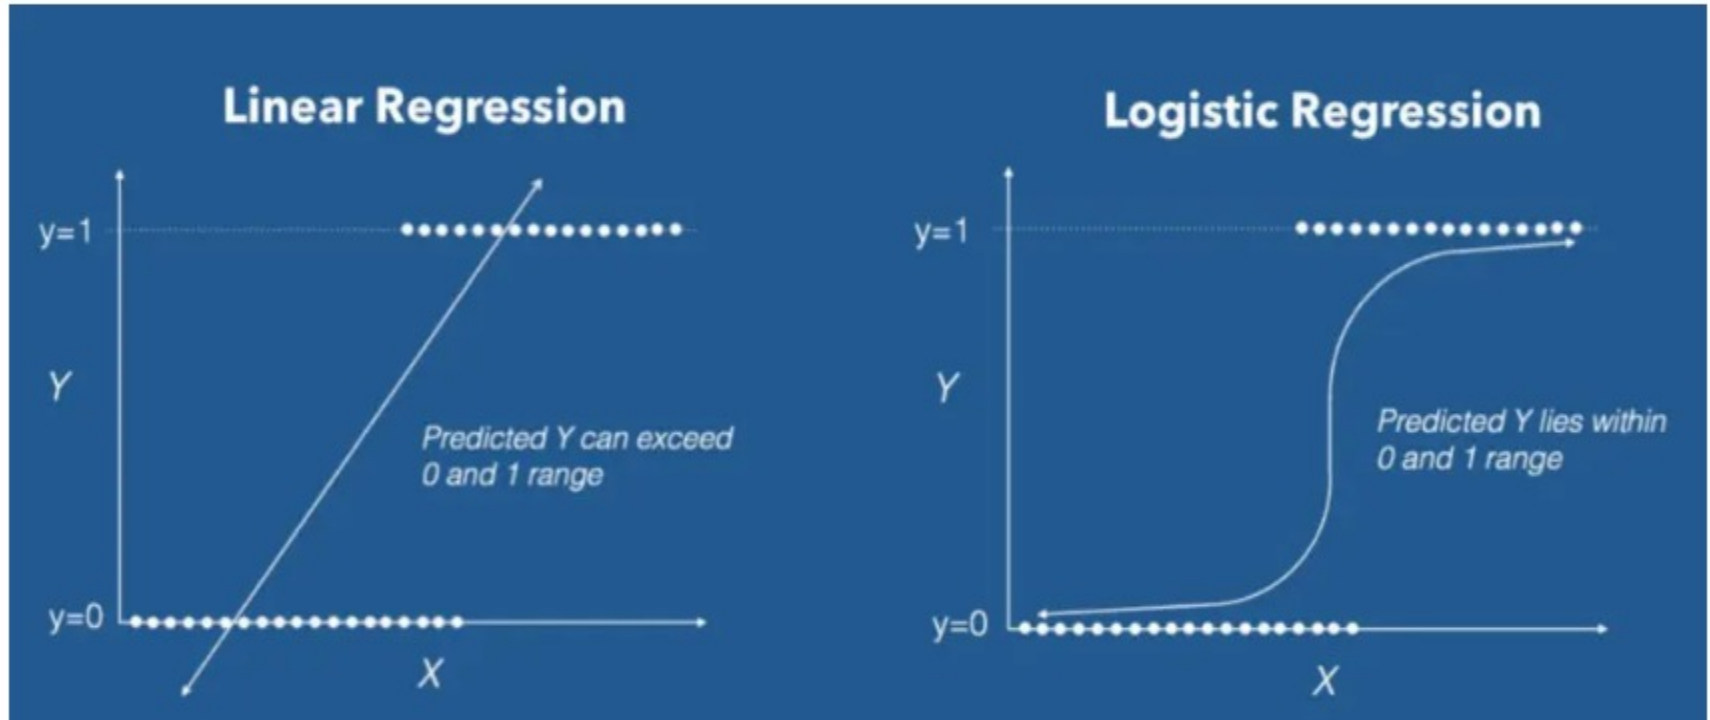 Linear Regression
y=1
Y
Predicted Y can exceed
0 and 1 range
y=0
X
Logistic Regression
y=1
Y
Predicted Y lies within
0 and 1 range
y=0
X